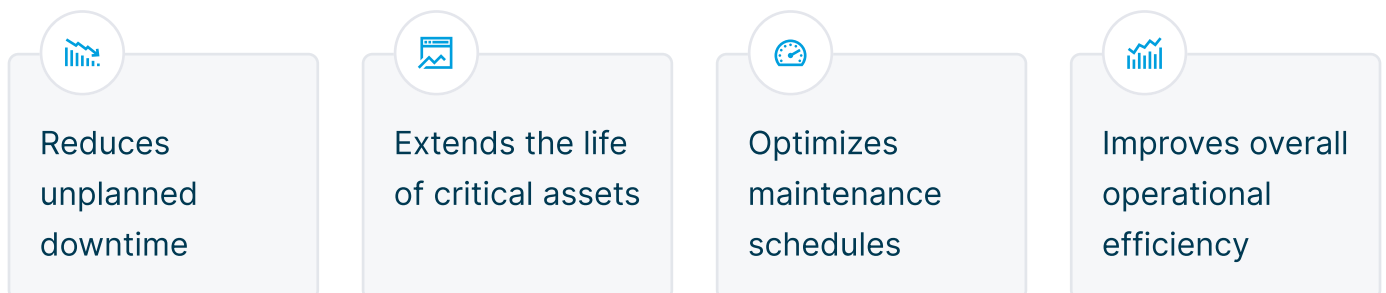 Reduces
unplanned
downtime
Extends the life
of critical assets
Optimizes
maintenance
schedules
Improves overall
operational
efficiency